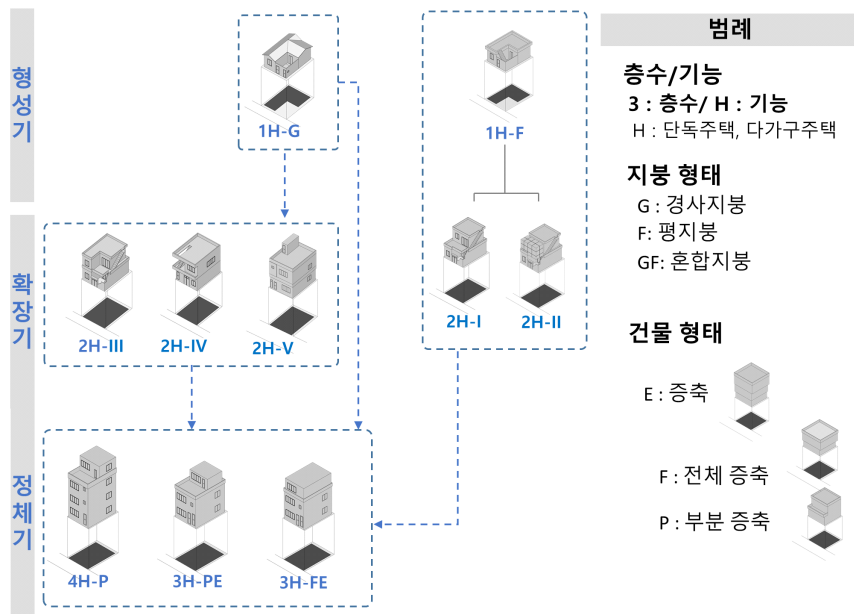 형성기
1H-G
1H-F
확장기
2H-III
2H-IV
2H-V
2H-I
2H-II
정체기
4H-P
3H-PE
3H-FE
범례
층수/기능
3 : 층수/ H : 기능
H : 단독주택, 다가구주택
지붕 형태
G : 경사지붕
F: 평지붕
GF: 혼합지붕
건물 형태
E : 증축
F : 전체 증축
P : 부분 증축